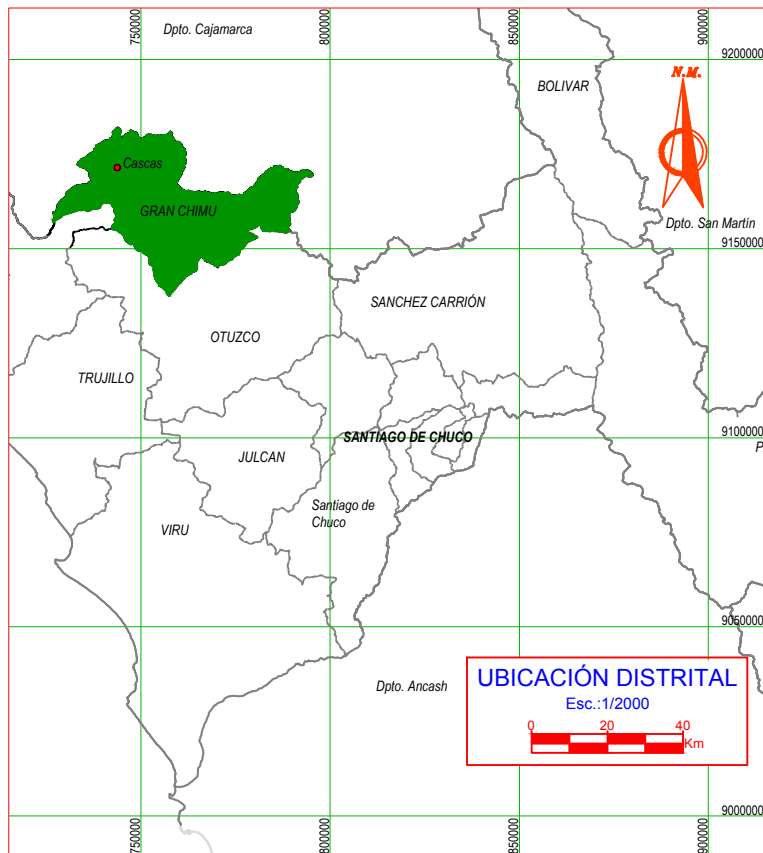 750000
800000
850000
900000
Dpto. Cajamarca
9200000
N.M.
BOLIVAR
Cascas
GRAN CHIMU
Dpto. San Martín
9150000
SANCHEZ CARRIÓN
OTUZCO
TRUJILLO
SANTIAGO DE CHUCO
9100000
P
JULCAN
Santiago de
Chuco
VIRU
9050000
Dpto. Ancash
UBICACIÓN DISTRITAL
Esc.:1/2000
0 20 40
Km
9000000
750000
800000
850000
900000